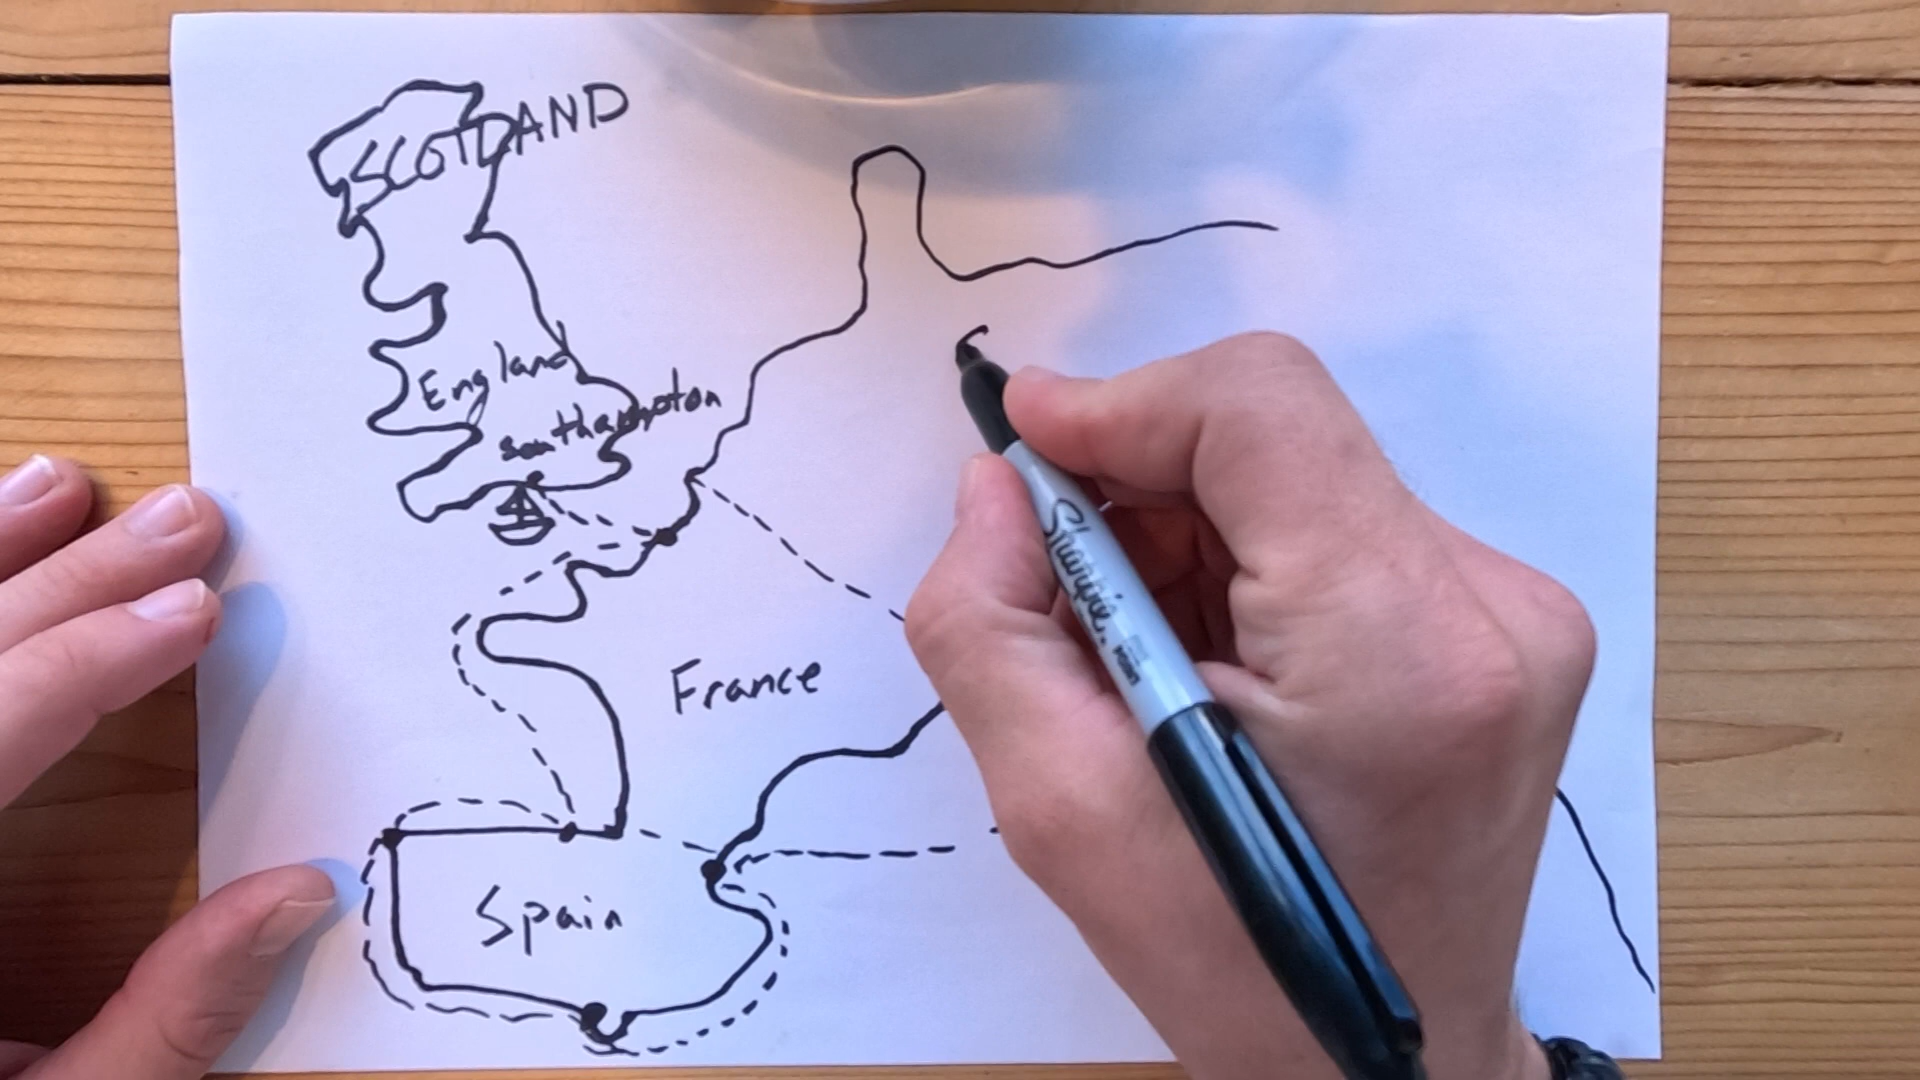 SCOTLAND
England
southampton
France
Spain
Sharpie.